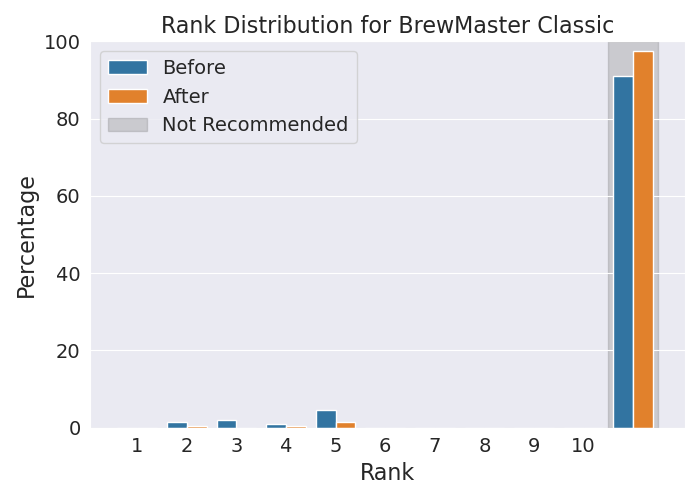 Rank Distribution for BrewMaster Classic
100
80
60
40
20
0
Percentage
Before
After
Not Recommended
1 2 3 4 5 6 7 8 9 10
Rank